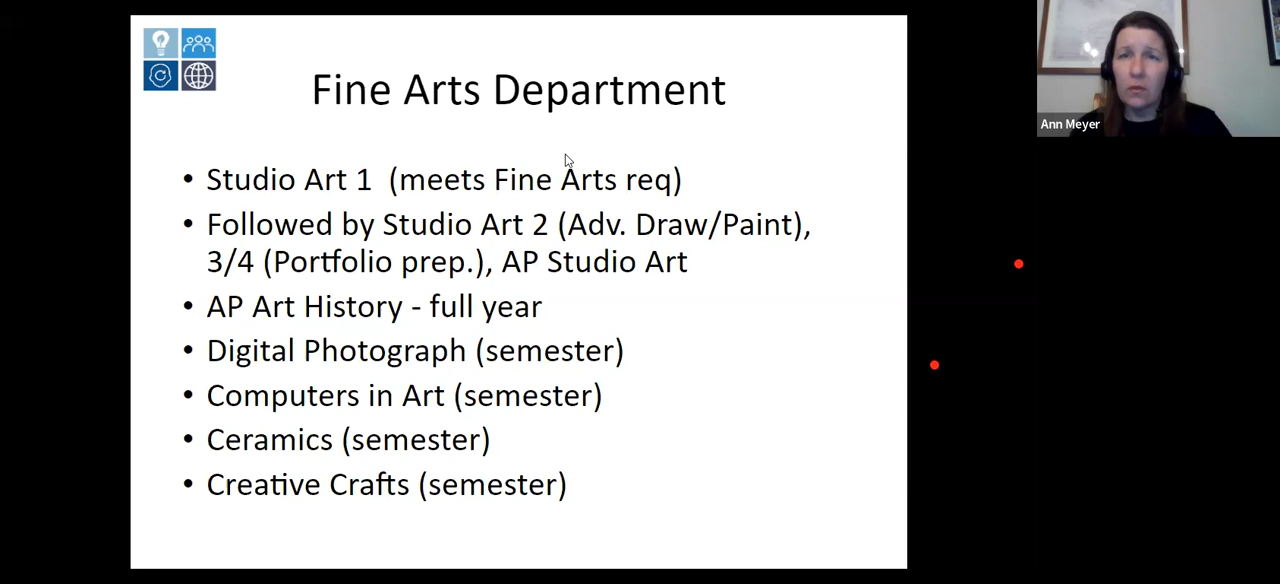 Fine Arts Department
• Studio Art 1 (meets Fine Arts req)
• Followed by Studio Art 2 (Adv. Draw/Paint),
3/4 (Portfolio prep.), AP Studio Art
• AP Art History - full year
• Digital Photograph (semester)
• Computers in Art (semester)
• Ceramics (semester)
• Creative Crafts (semester)
Ann Meyer